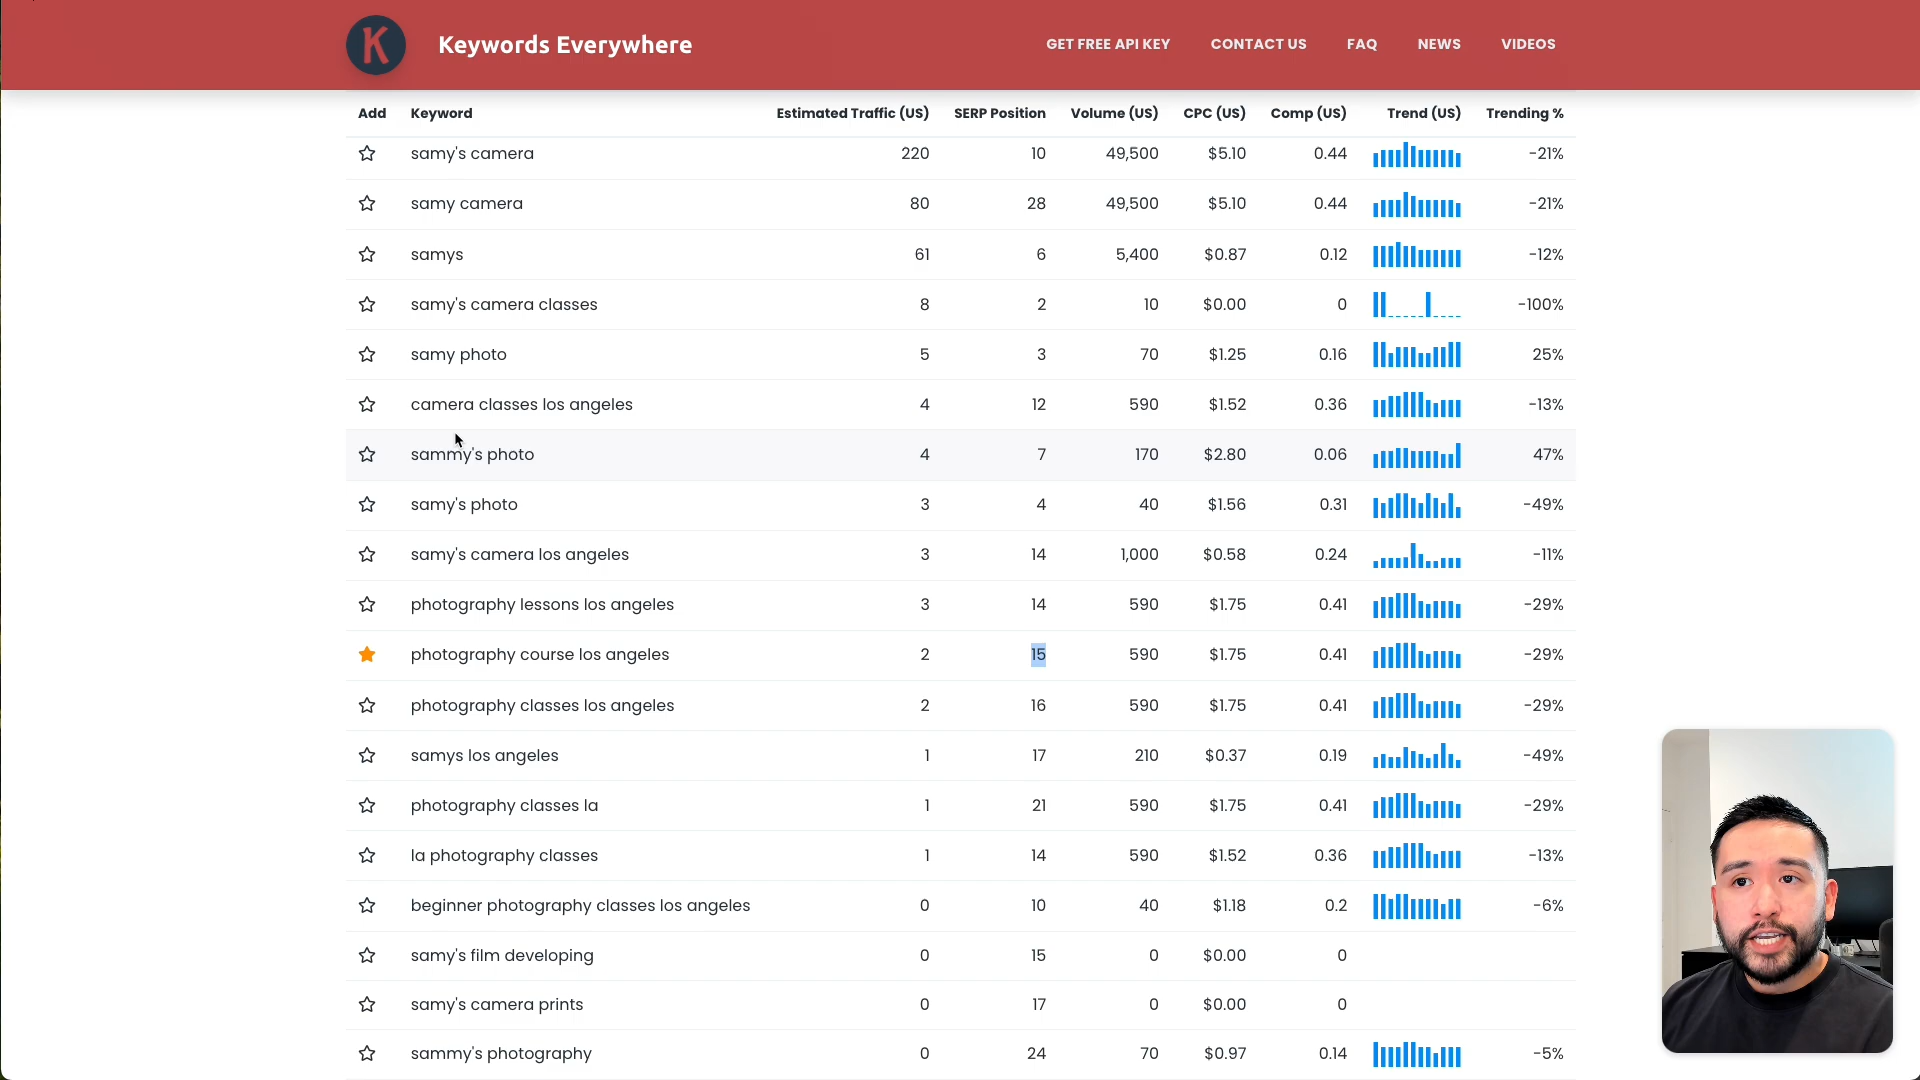 K Keywords Everywhere GET FREE API KEY CONTACT US FAQ NEWS VIDEOS
Add Keyword Estimated Traffic (US) SERP Position Volume (US) CPC (US) Comp (US) Trend (US) Trending %
samy's camera 220 10 49,500 $5.10 0.44 -21%
samy camera 80 28 49,500 $5.10 0.44 -21%
samys 61 6 5,400 $0.87 0.12 -12%
samy's camera classes 8 2 10 $0.00 0 -100%
samy photo 5 3 70 $1.25 0.16 25%
camera classes los angeles 4 12 590 $1.52 0.36 -13%
sammy's photo 4 7 170 $2.80 0.06 47%
samy's photo 3 4 40 $1.56 0.31 -49%
samy's camera los angeles 3 14 1,000 $0.58 0.24 -11%
photography lessons los angeles 3 14 590 $1.75 0.41 -29%
photography course los angeles 2 15 590 $1.75 0.41 -29%
photography classes los angeles 2 16 590 $1.75 0.41 -29%
samys los angeles 1 17 210 $0.37 0.19 -49%
photography classes la 1 21 590 $1.75 0.41 -29%
la photography classes 1 14 590 $1.52 0.36 -13%
beginner photography classes los angeles 0 10 40 $1.18 0.2 -6%
samy's film developing 0 15 0 $0.00 0
samy's camera prints 0 17 0 $0.00 0
sammy's photography 0 24 70 $0.97 0.14 -5%